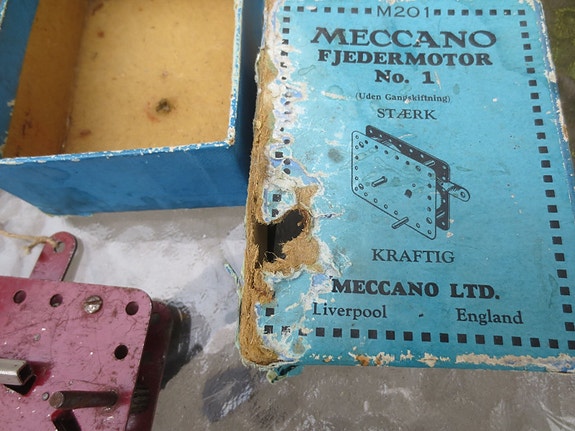 M201
MECCANO
FJEDERMOTOR
No. 1
(Uden Gangskiftning)
STÆRK
KRAFTIG
MECCANO LTD.
Liverpool - England